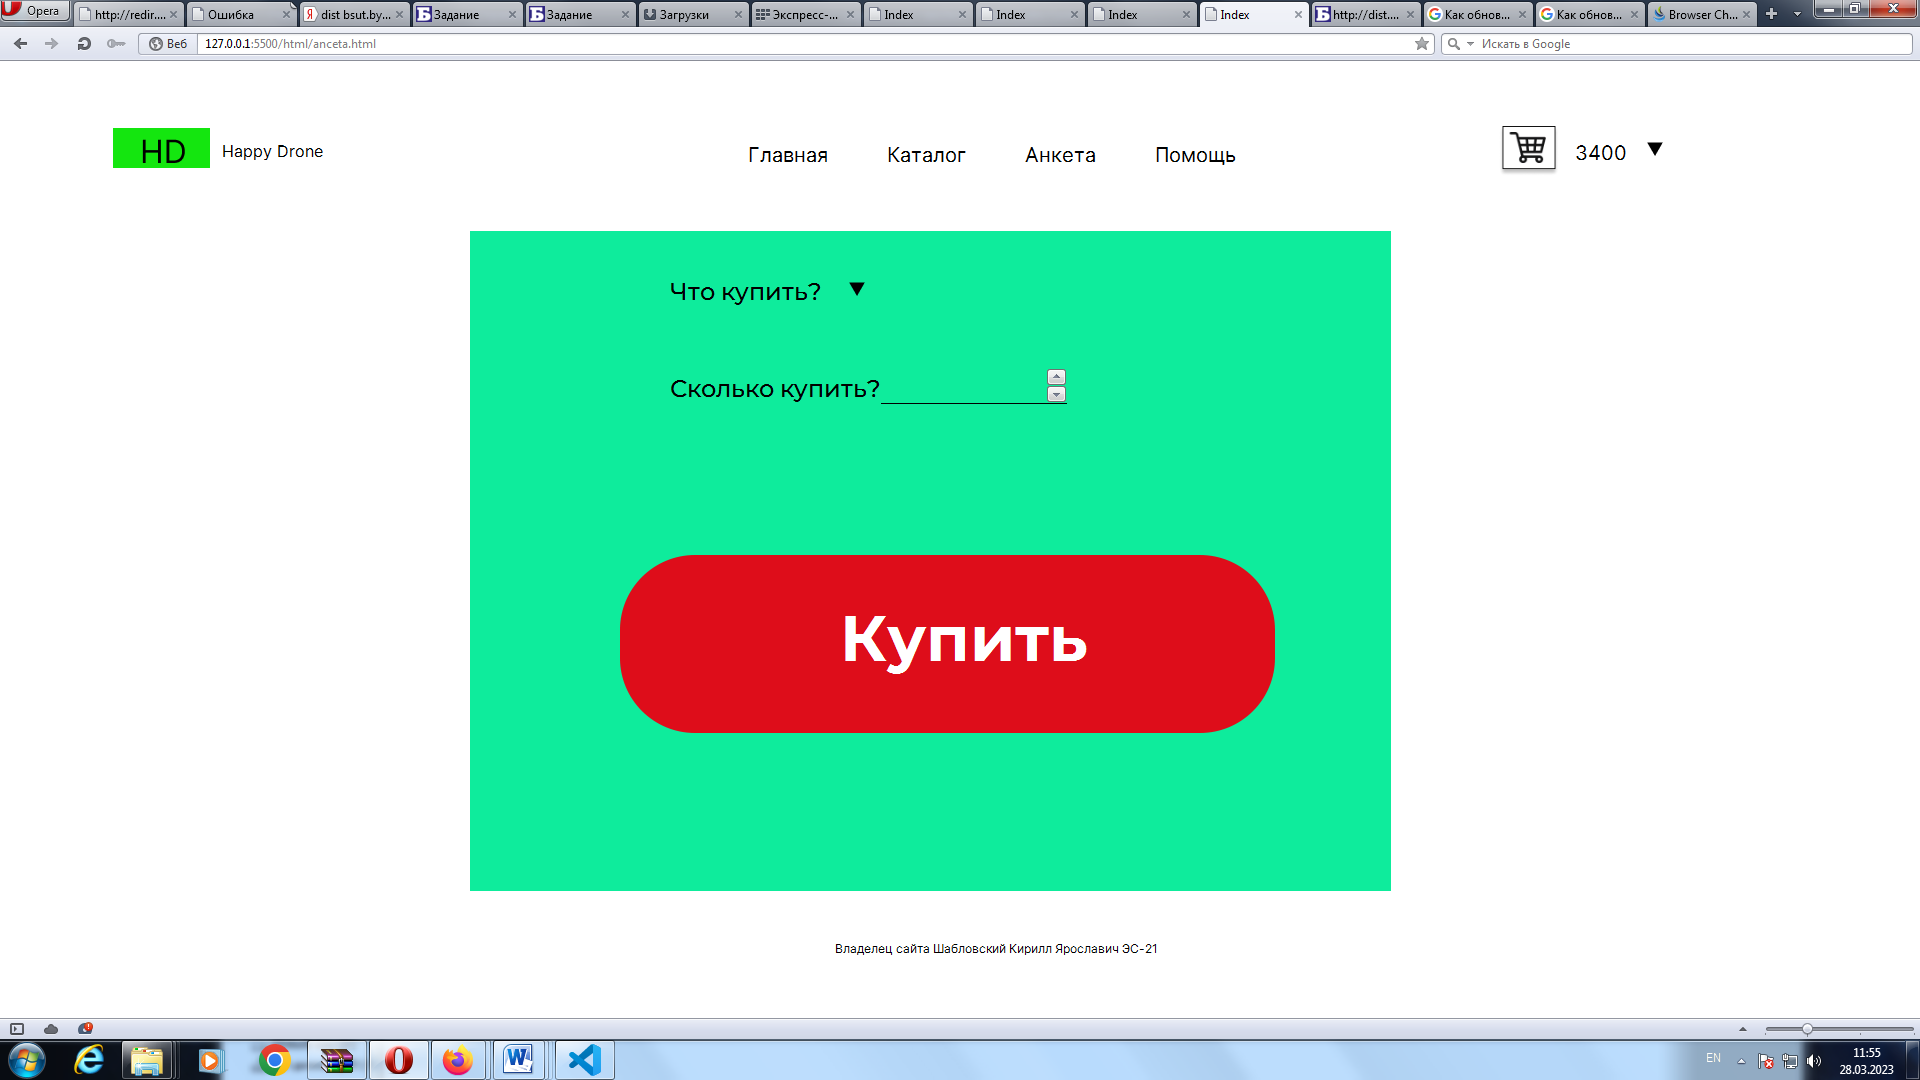 Opera
http://redir....
Ошибка
dist bsut.by...
Задание
Задание
Загрузки
Экспресс-...
Index
Index
Index
Index
http://dist....
Как обнов...
Как обнов...
Browser Ch...
Веб
127.0.0.1:5500/html/anceta.html
Искать в Google
HD
Happy Drone
Главная
Каталог
Анкета
Помощь
3400
Что купить?
Сколько купить?
Купить
Владелец сайта Шабловский Кирилл Ярославич ЭС-21
EN
11:55
28.03.2023